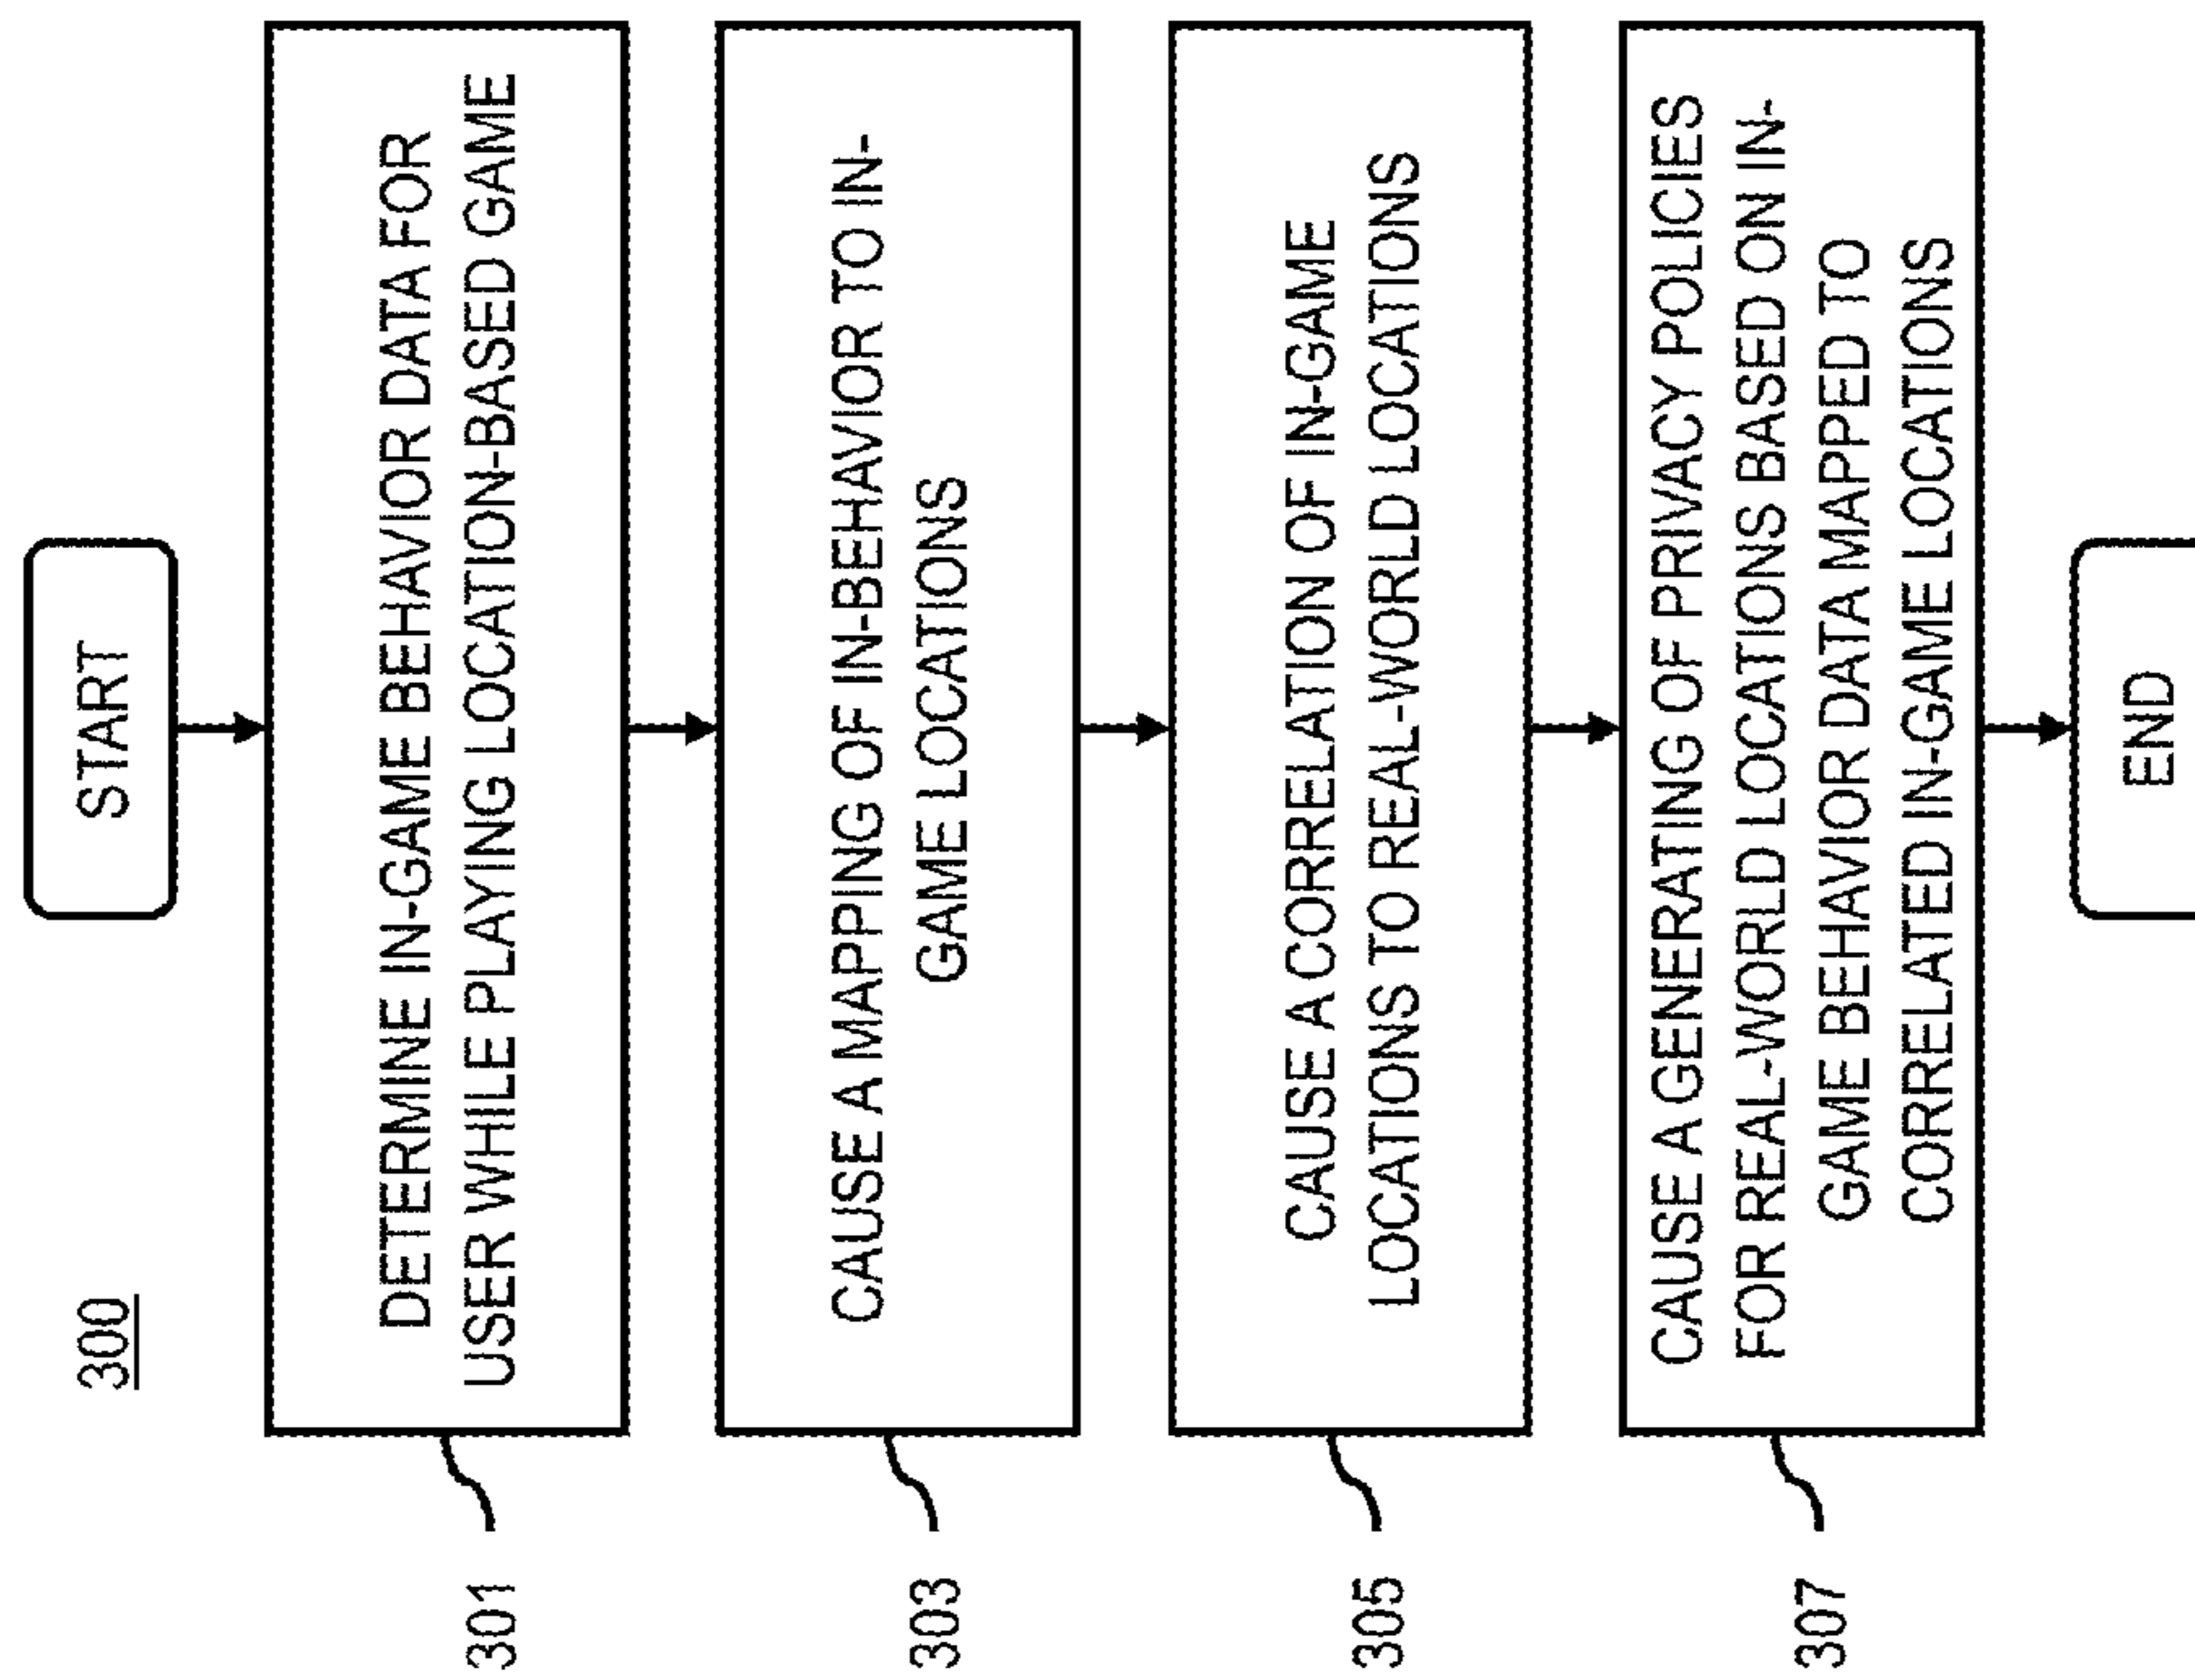 300
START
301
DETERMINE IN-GAME BEHAVIOR DATA FOR
USER WHILE PLAYING LOCATION-BASED GAME
303
CAUSE A MAPPING OF IN-BEHAVIOR TO IN-
GAME LOCATIONS
305
CAUSE A CORRELATION OF IN-GAME
LOCATIONS TO REAL-WORLD LOCATIONS
307
CAUSE A GENERATING OF PRIVACY POLICIES
FOR REAL-WORLD LOCATIONS BASED ON IN-
GAME BEHAVIOR DATA MAPPED TO
CORRELATED IN-GAME LOCATIONS
END